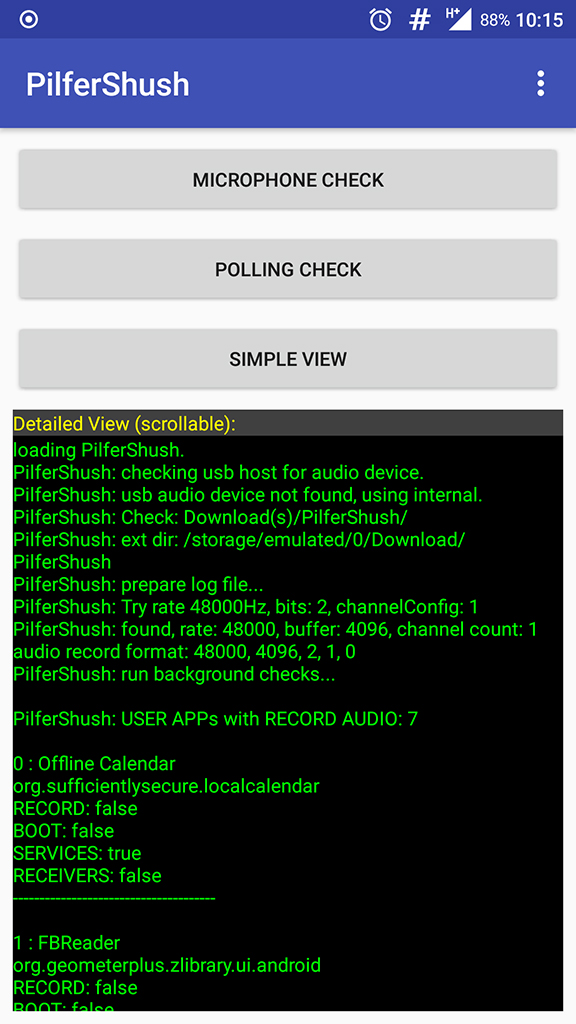 H+ 88% 10:15
PilferShush
MICROPHONE CHECK
POLLING CHECK
SIMPLE VIEW
Detailed View (scrollable):
loading PilferShush.
PilferShush: checking usb host for audio device.
PilferShush: usb audio device not found, using internal.
PilferShush: Check: Download(s)/PilferShush/
PilferShush: ext dir: /storage/emulated/0/Download/
PilferShush
PilferShush: prepare log file...
PilferShush: Try rate 48000Hz, bits: 2, channelConfig: 1
PilferShush: found, rate: 48000, buffer: 4096, channel count: 1
audio record format: 48000, 4096, 2, 1, 0
PilferShush: run background checks...
PilferShush: USER APPs with RECORD AUDIO: 7
0 : Offline Calendar
org.sufficientlysecure.localcalendar
RECORD: false
BOOT: false
SERVICES: true
RECEIVERS: false
----------------------------------------
1 : FBReader
org.geometerplus.zlibrary.ui.android
RECORD: false
BOOT: false